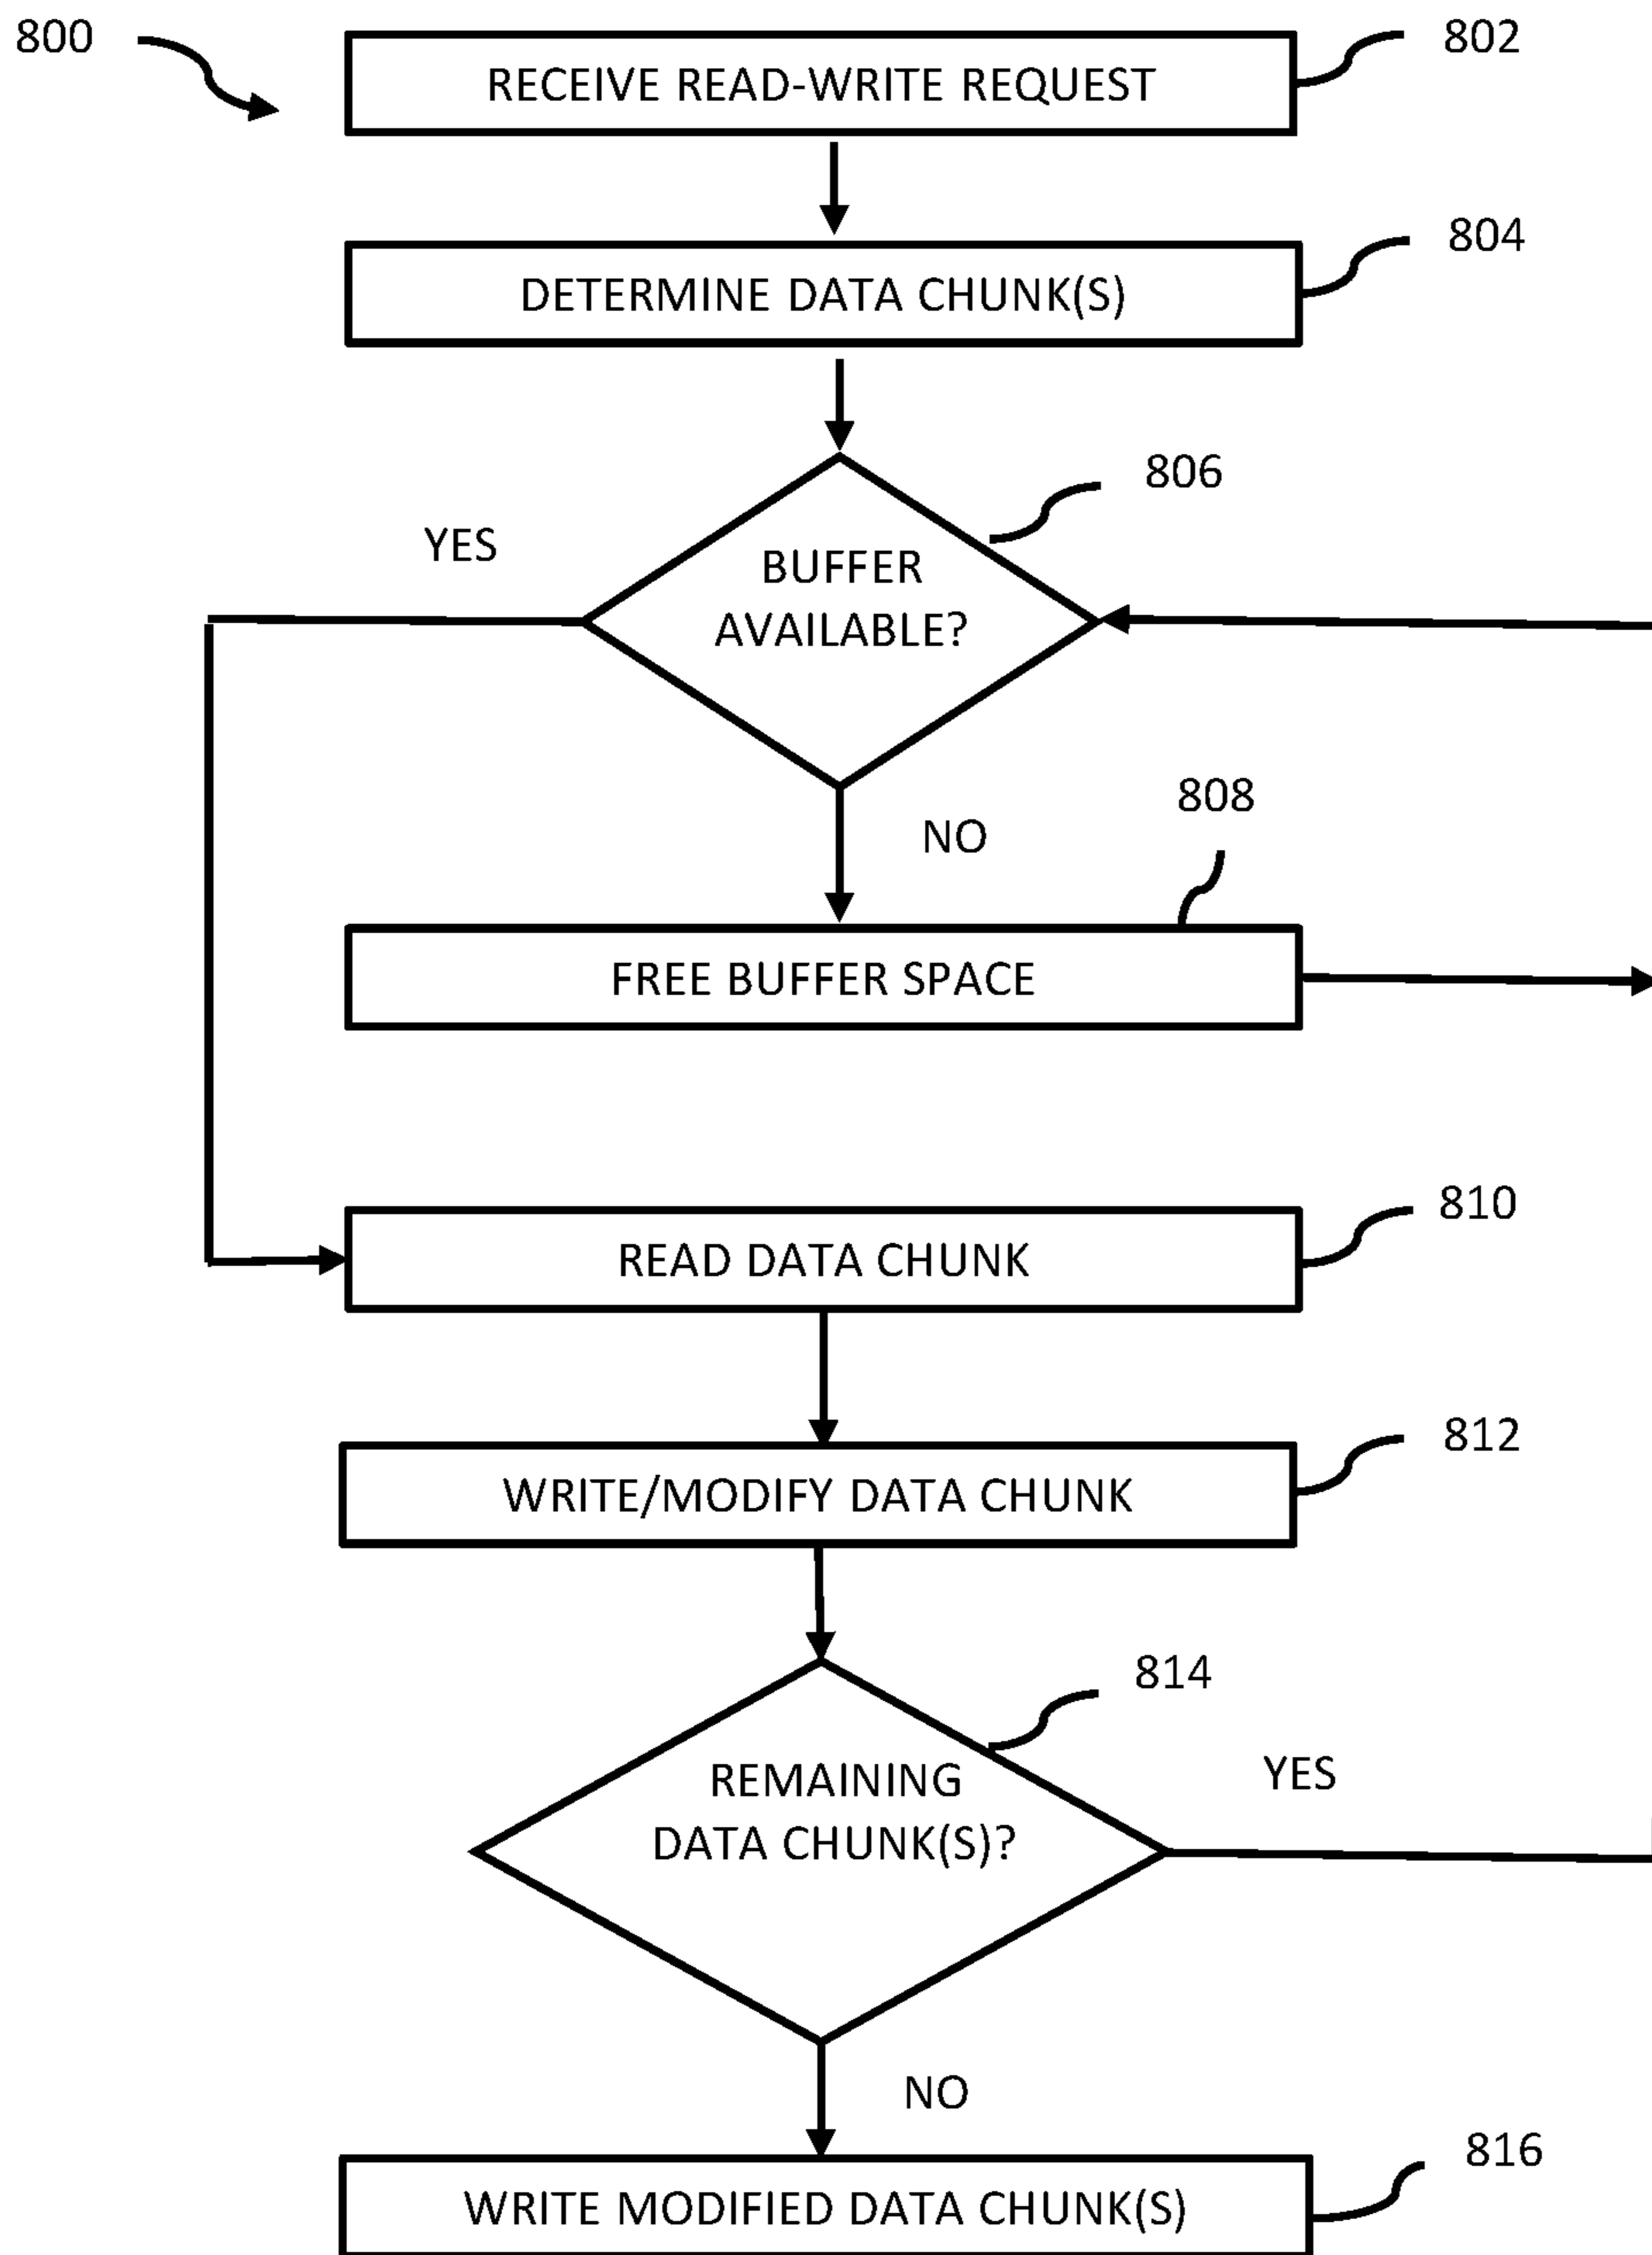 800
802
RECEIVE READ-WRITE REQUEST
804
DETERMINE DATA CHUNK(S)
806
YES
BUFFER
AVAILABLE?
808
NO
FREE BUFFER SPACE
810
READ DATA CHUNK
812
WRITE/MODIFY DATA CHUNK
814
YES
REMAINING
DATA CHUNK(S)?
NO
816
WRITE MODIFIED DATA CHUNK(S)